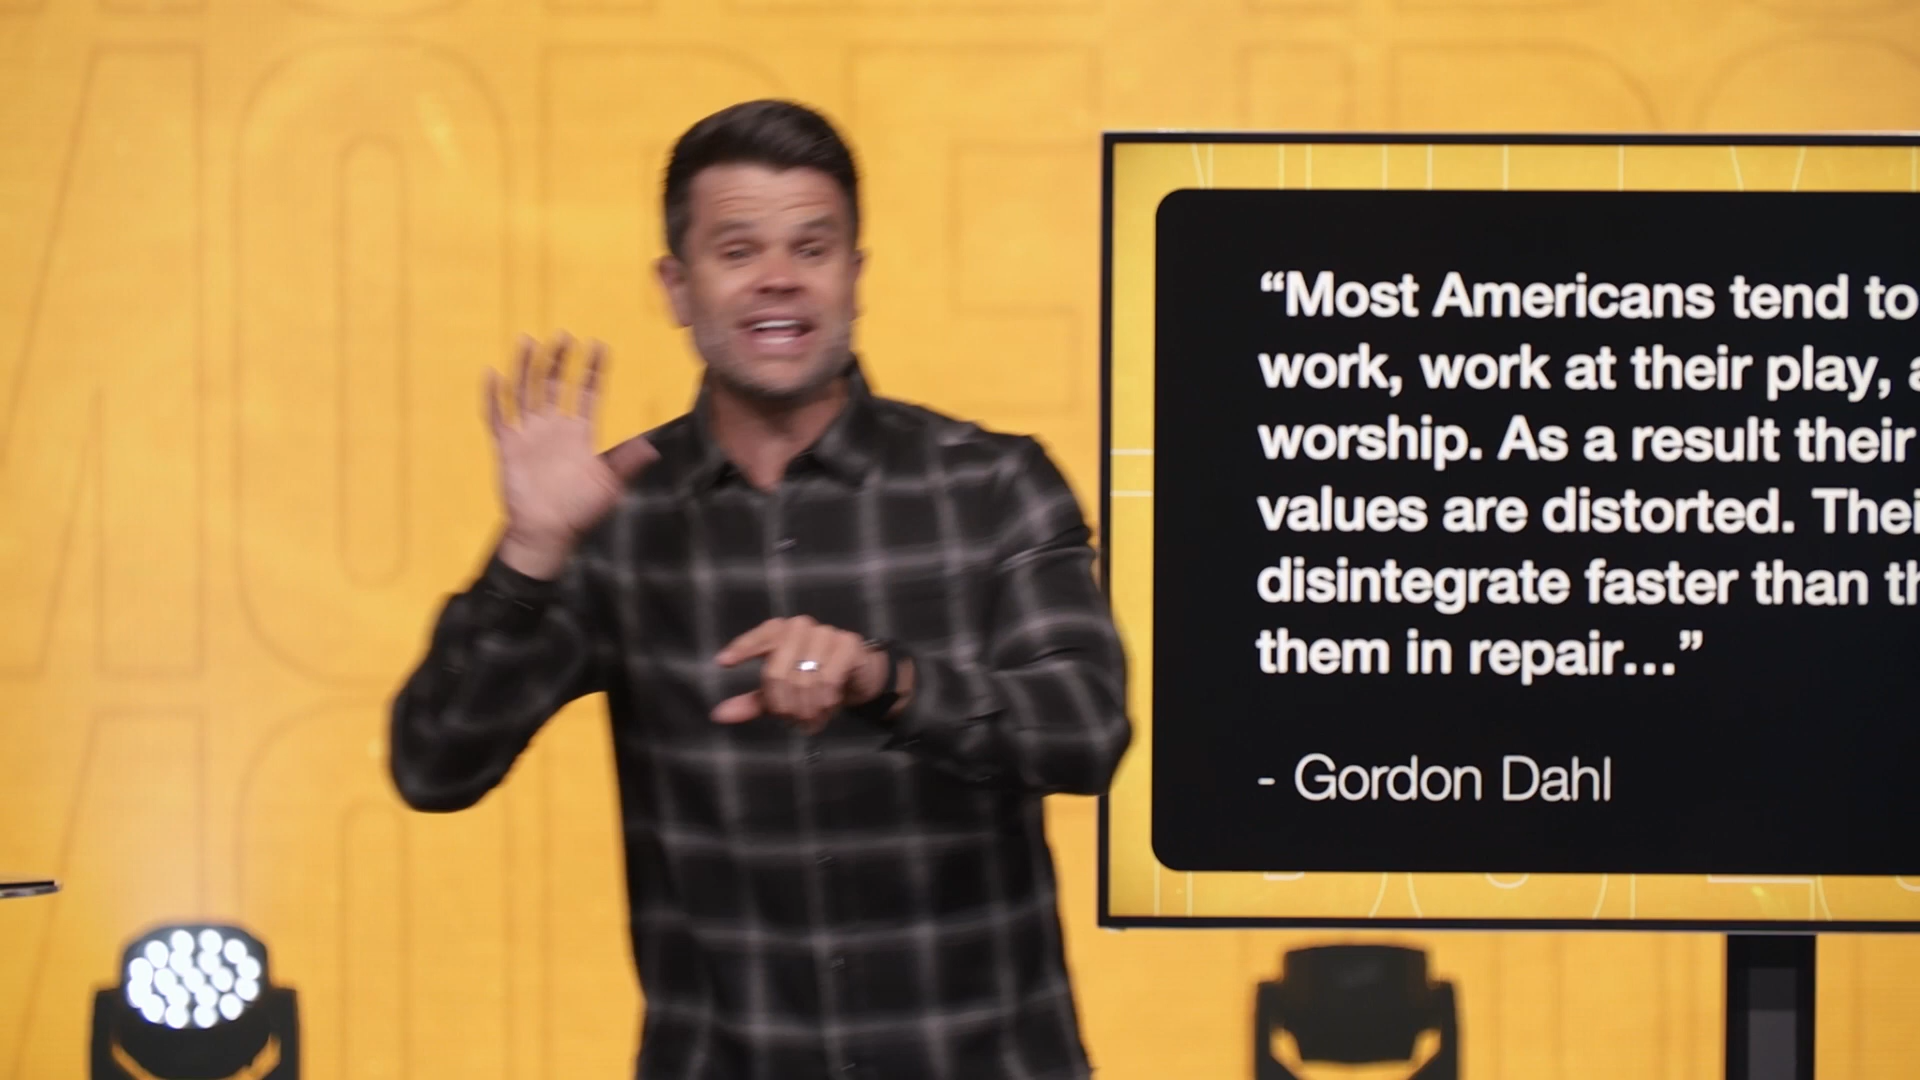 “Most Americans tend to
work, work at their play,
worship. As a result their
values are distorted.
disintegrate faster than
them in repair...”
- Gordon Dahl